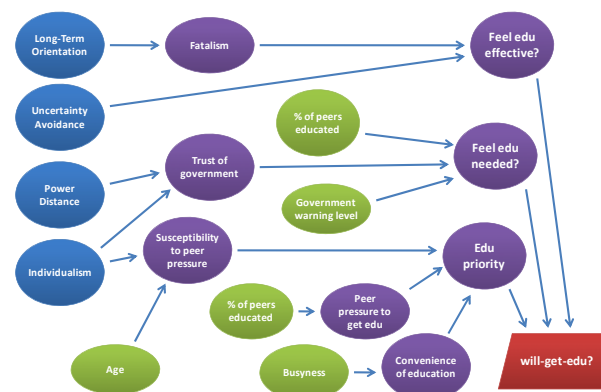 Long-Term
Orientation
Fatalism
Feel edu
effective?
Uncertainty
Avoidance
% of peers
educated
Trust of
government
Feel edu
needed?
Power
Distance
Government
warning level
Susceptibility
to peer
pressure
Edu
priority
Individualism
% of peers
educated
Peer
pressure to
get edu
Age
Busyness
Convenience
of education
will-get-edu?